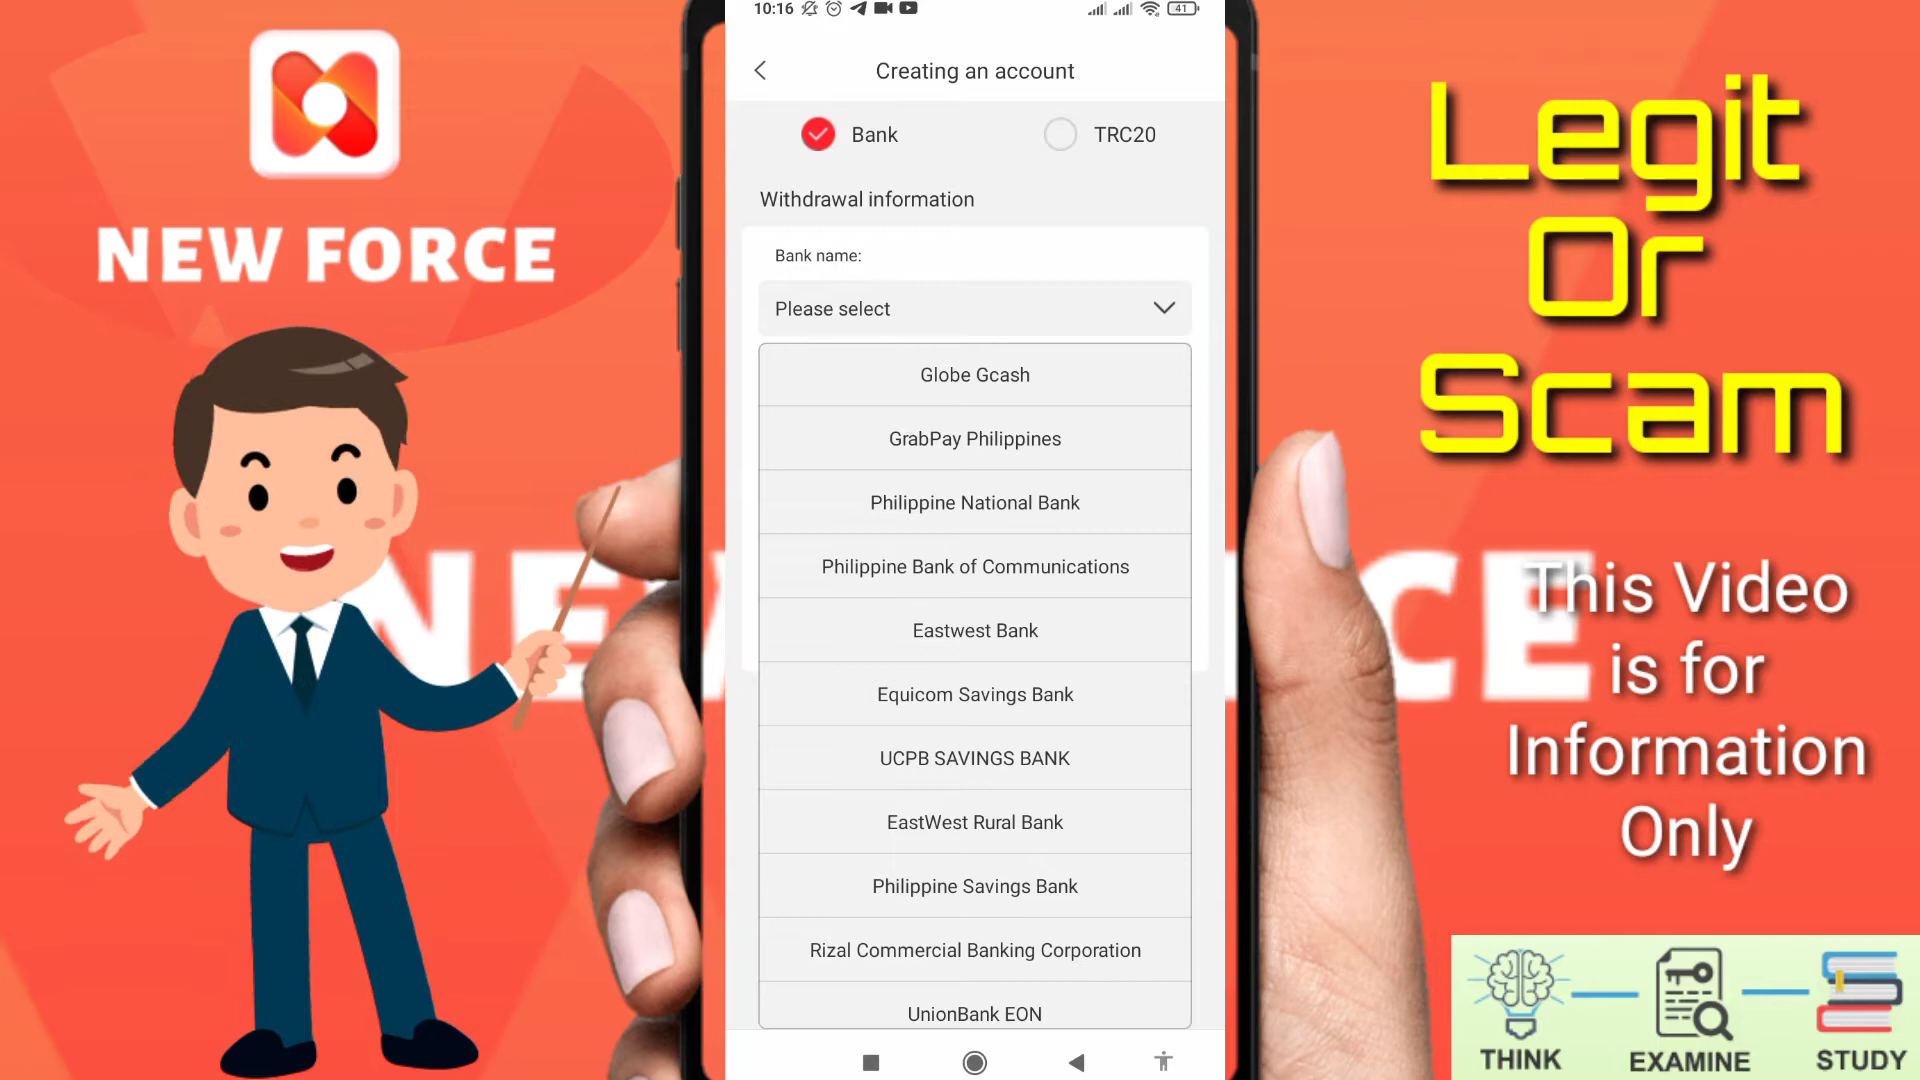 NEW FORCE
10:16
41
Creating an account
Bank
TRC20
Withdrawal information
Bank name:
Please select
Globe Gcash
GrabPay Philippines
Philippine National Bank
Philippine Bank of Communications
Eastwest Bank
Equicom Savings Bank
UCPB SAVINGS BANK
EastWest Rural Bank
Philippine Savings Bank
Rizal Commercial Banking Corporation
UnionBank EON
Legit
Or
Scam
This Video
is for
Information
Only
THINK
EXAMINE
STUDY
NE
CE